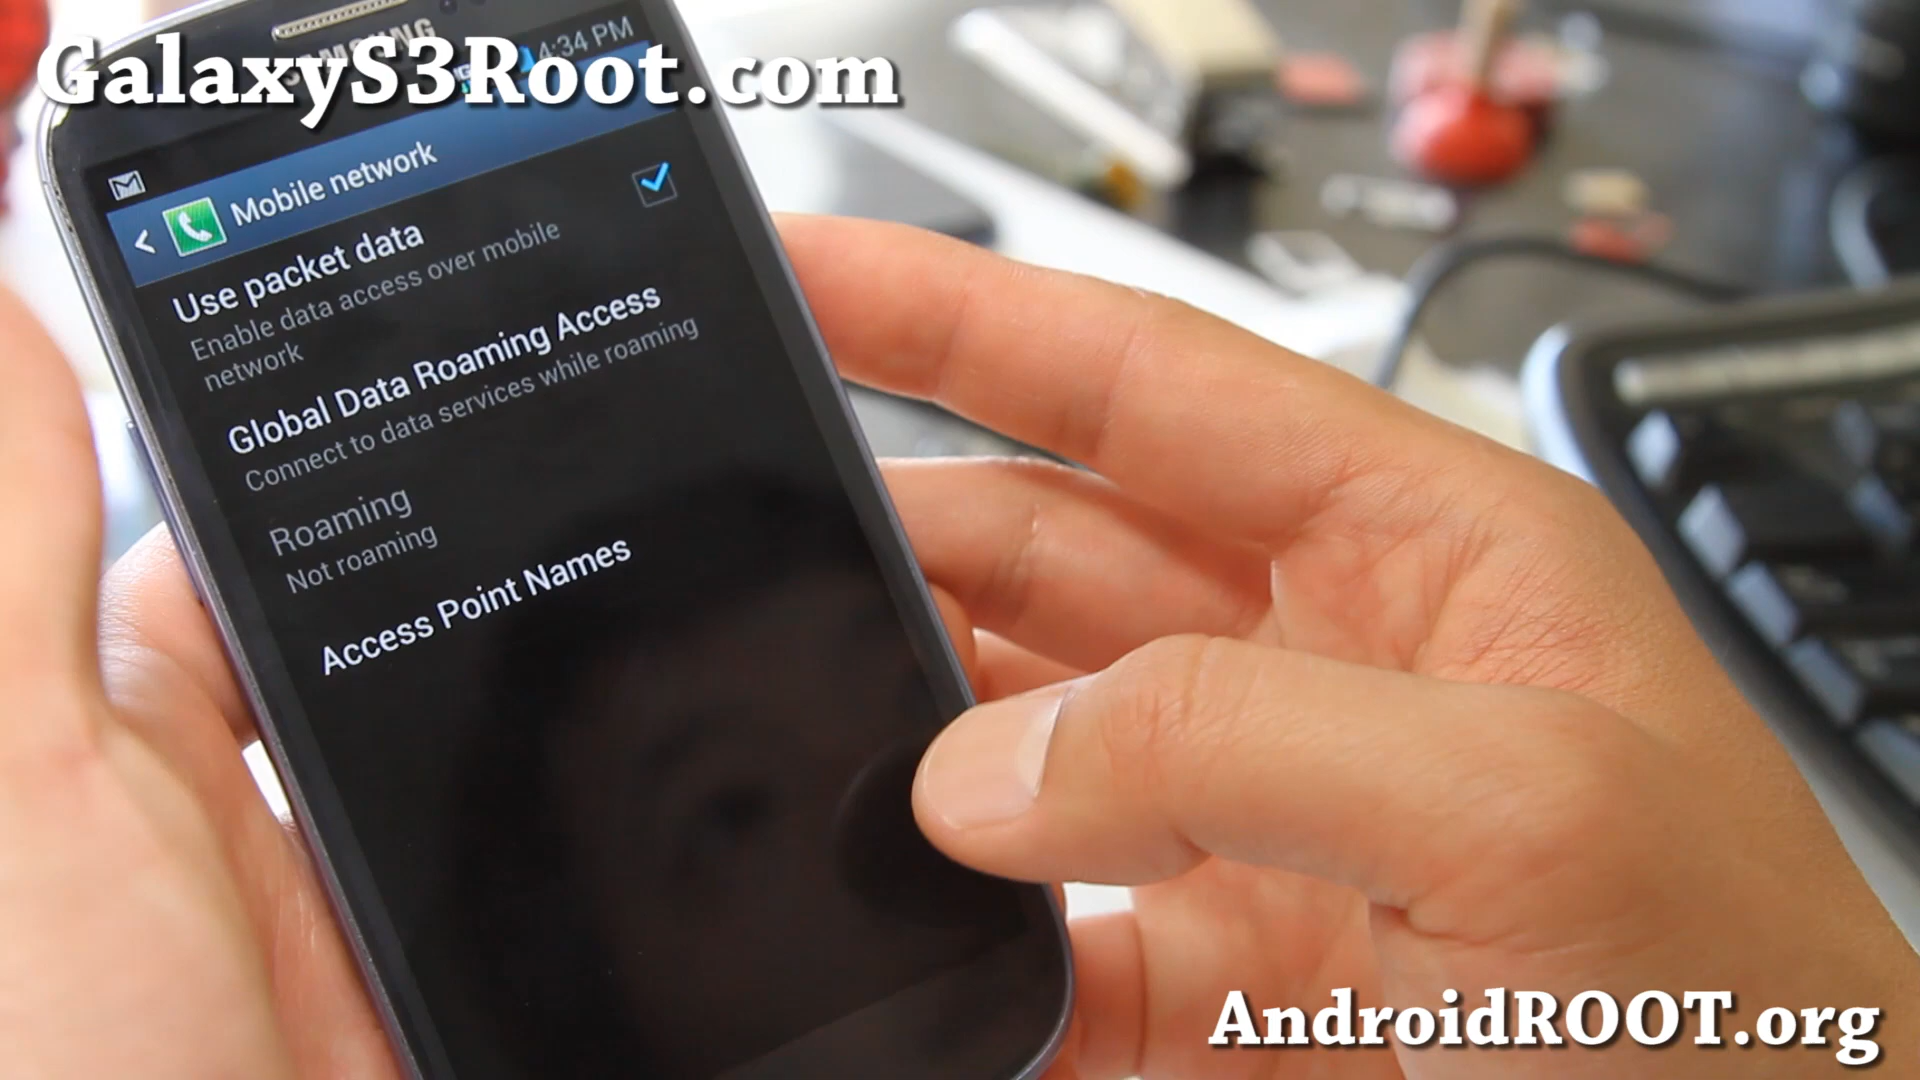 SAMSUNG
GalaxyS3Root.com
4:34 PM
Mobile network
Use packet data
Enable data access over mobile
network
Global Data Roaming Access
Connect to data services while roaming
Roaming
Not roaming
Access Point Names
AndroidROOT.org